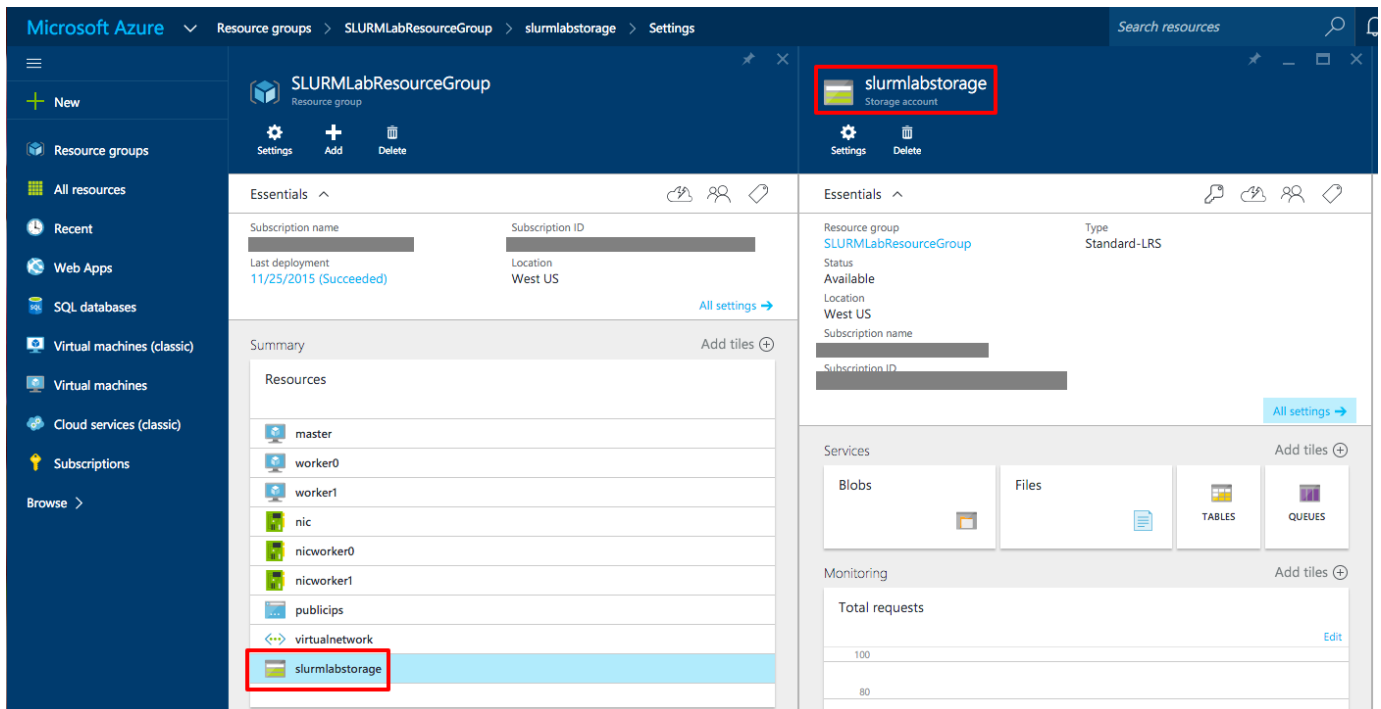 Microsoft Azure Resource groups > SLURMLabResourceGroup > slurmlabstorage > Settings Search resources
New
Resource groups
All resources
Recent
Web Apps
SQL databases
Virtual machines (classic)
Virtual machines
Cloud services (classic)
Subscriptions
Browse >
SLURMLabResourceGroup
Resource group
Settings Add Delete
Essentials
Subscription name Subscription ID
Last deployment Location
11/25/2015 (Succeeded) West US
All settings →
Summary Add tiles
Resources
master
worker0
worker1
nic
nicworker0
nicworker1
publicips
virtualnetwork
slurmlabstorage
slurmlabstorage
Storage account
Settings Delete
Essentials
Resource group Type
SLURMLabResourceGroup Standard-LRS
Status
Available
Location
West US
Subscription name
Subscription ID
All settings →
Services Add tiles
Blobs Files TABLES QUEUES
Monitoring Add tiles
Total requests
Edit
100
80